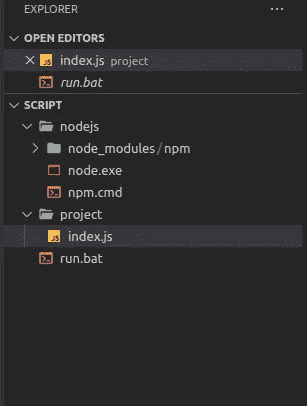 EXPLORER
OPEN EDITORS
index.js project
run.bat
SCRIPT
nodejs
node_modules / npm
node.exe
npm.cmd
project
JS index.js
run.bat